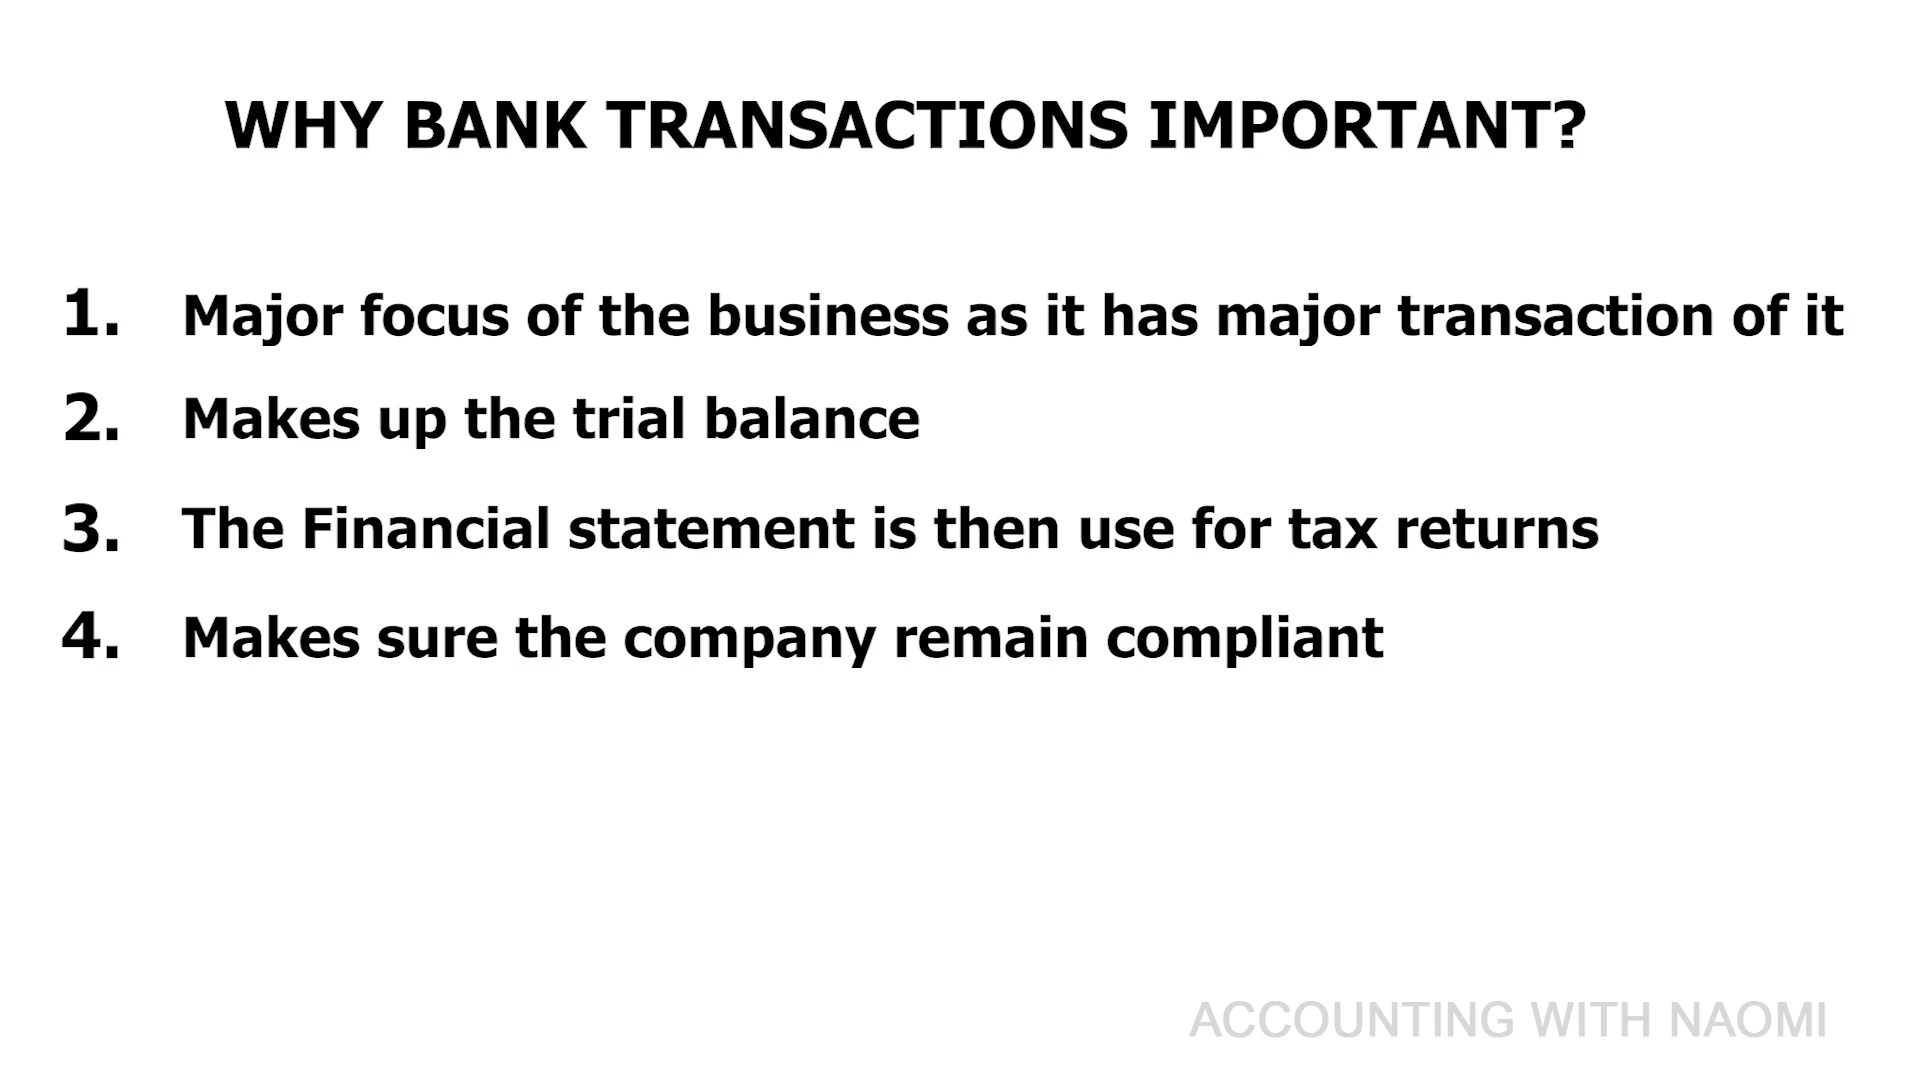 WHY BANK TRANSACTIONS IMPORTANT?
1. Major focus of the business as it has major transaction of it
2. Makes up the trial balance
3. The Financial statement is then use for tax returns
4. Makes sure the company remain compliant
ACCOUNTING WITH NAOMI